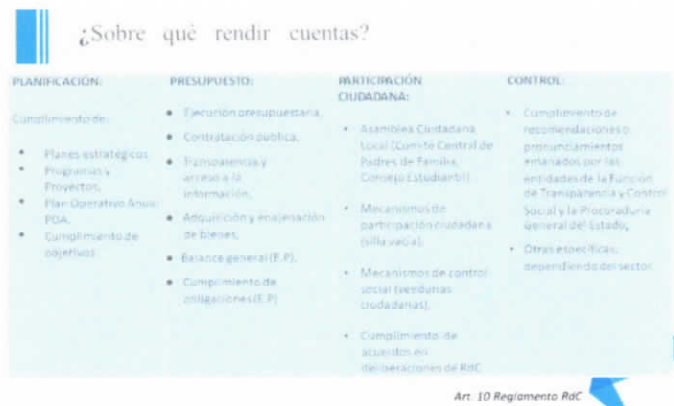 ¿Sobre qué rendir cuentas?
PLANIFICACIÓN:
Cumplimiento de:
• Planes estratégicos
• Programas y
Proyectos,
• Plan Operativo Anual
POA,
• Cumplimiento de
objetivos
PRESUPUESTO:
• Ejecución presupuestaria,
• Contratación pública,
• Transparencia y
acceso a la
información,
• Adquisición y enajenación
de bienes,
• Balance general (E.P),
• Cumplimiento de
obligaciones (E.P)
PARTICIPACIÓN
CIUDADANA:
• Asamblea Ciudadana
Local (Comité Central de
Padres de Familia,
Consejo Estudiantil)
• Mecanismos de
participación ciudadana
(silla vacía),
• Mecanismos de control
social (veedurías
ciudadanas),
• Cumplimiento de
acuerdos en
deliberaciones de RdC
CONTROL:
• Cumplimiento de
recomendaciones o
pronunciamientos
emanados por las
entidades de la Función
de Transparencia y Control
Social y la Procuraduría
General del Estado,
• Otras específicas,
dependiendo del sector.
Art. 10 Reglamento RdC